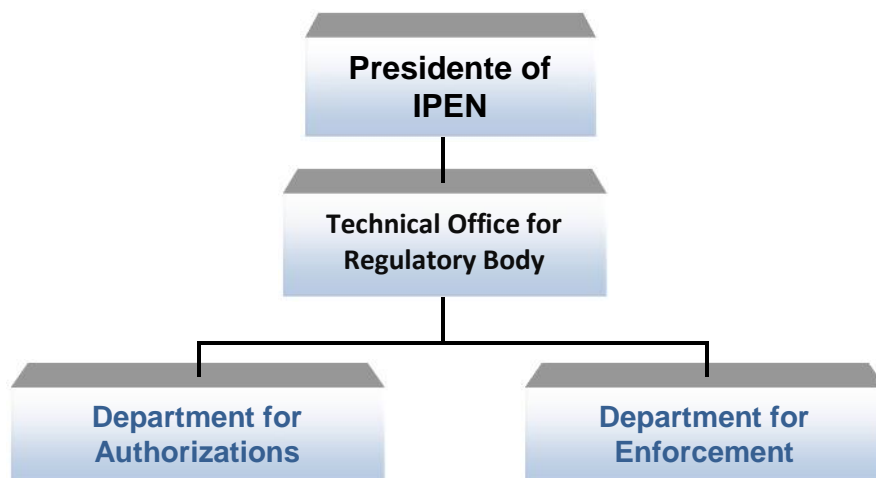 Presidente of
IPEN
Technical Office for
Regulatory Body
Department for
Authorizations
Department for
Enforcement